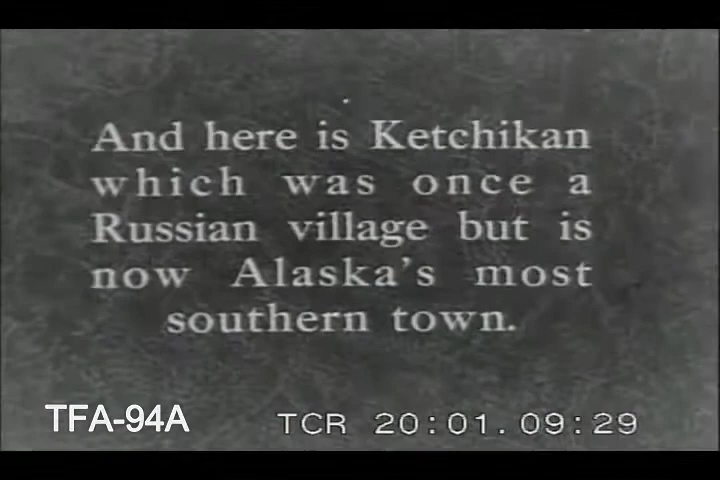 And here is Ketchikan
which was once a
Russian village but is
now Alaska's most
southern town.
TFA-94A
TCR 20:01.09:29